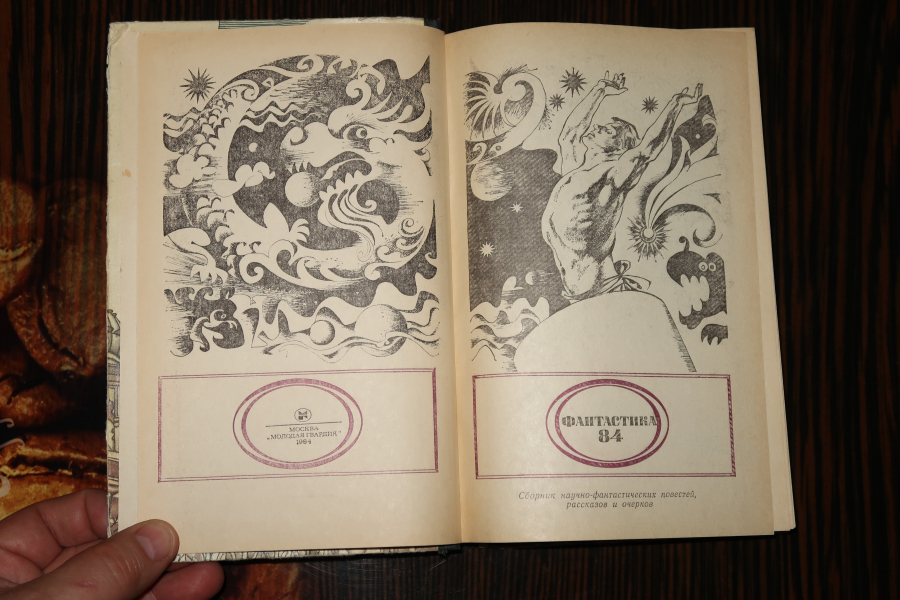 МОСКВА
„МОЛОДАЯ ГВАРДИЯ"
1984
ФАНТАСТИКА
84
Сборник научно-фантастических повестей,
рассказов и очерков